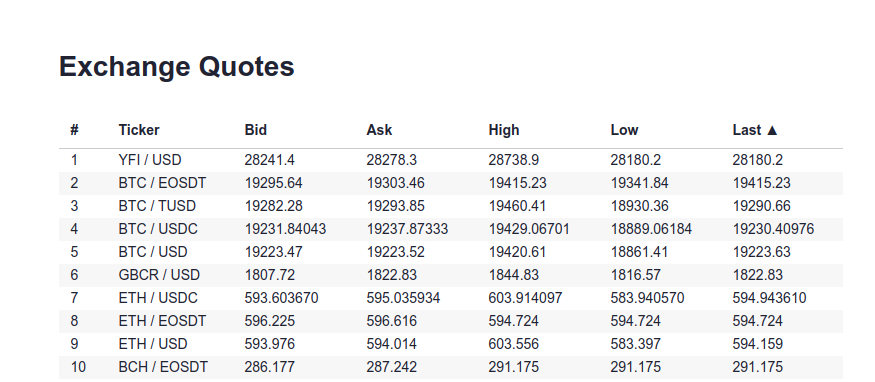 Exchange Quotes
# Ticker Bid Ask High Low Last ▲
1 YFI / USD 28241.4 28278.3 28738.9 28180.2 28180.2
2 BTC / EOSDT 19295.64 19303.46 19415.23 19341.84 19415.23
3 BTC / TUSD 19282.28 19293.85 19460.41 18930.36 19290.66
4 BTC / USDC 19231.84043 19237.87333 19429.06701 18889.06184 19230.40976
5 BTC / USD 19223.47 19223.52 19420.61 18861.41 19223.63
6 GBCR / USD 1807.72 1822.83 1844.83 1816.57 1822.83
7 ETH / USDC 593.603670 595.035934 603.914097 583.940570 594.943610
8 ETH / EOSDT 596.225 596.616 594.724 594.724 594.724
9 ETH / USD 593.976 594.014 603.556 583.397 594.159
10 BCH / EOSDT 286.177 287.242 291.175 291.175 291.175